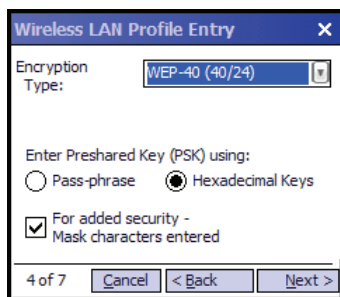 Wireless LAN Profile Entry X
Encryption Type: WEP-40 (40/24)
Enter Preshared Key (PSK) using:
Pass-phrase Hexadecimal Keys
For added security -
Mask characters entered
4 of 7 Cancel < Back Next >